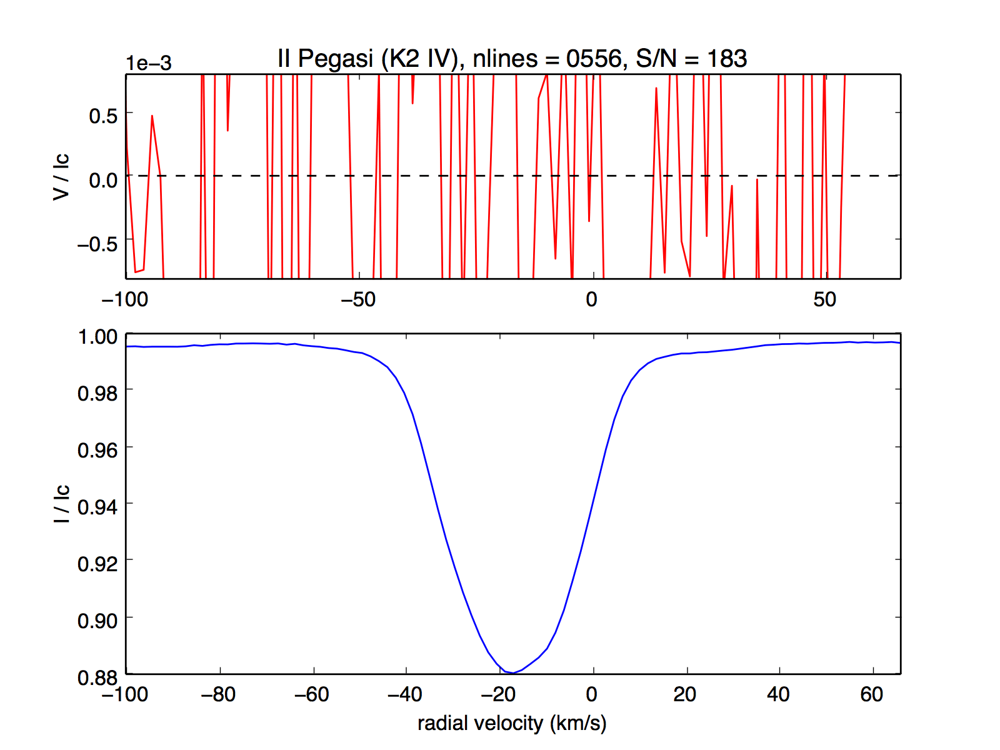 II Pegasi (K2 IV), nlines = 0556, S/N = 183
1e−3
0.5
0.0
−0.5
V / Ic
−100 −50 0 50
1.00
0.98
0.96
0.94
0.92
0.90
0.88
I / Ic
−100 −80 −60 −40 −20 0 20 40 60
radial velocity (km/s)